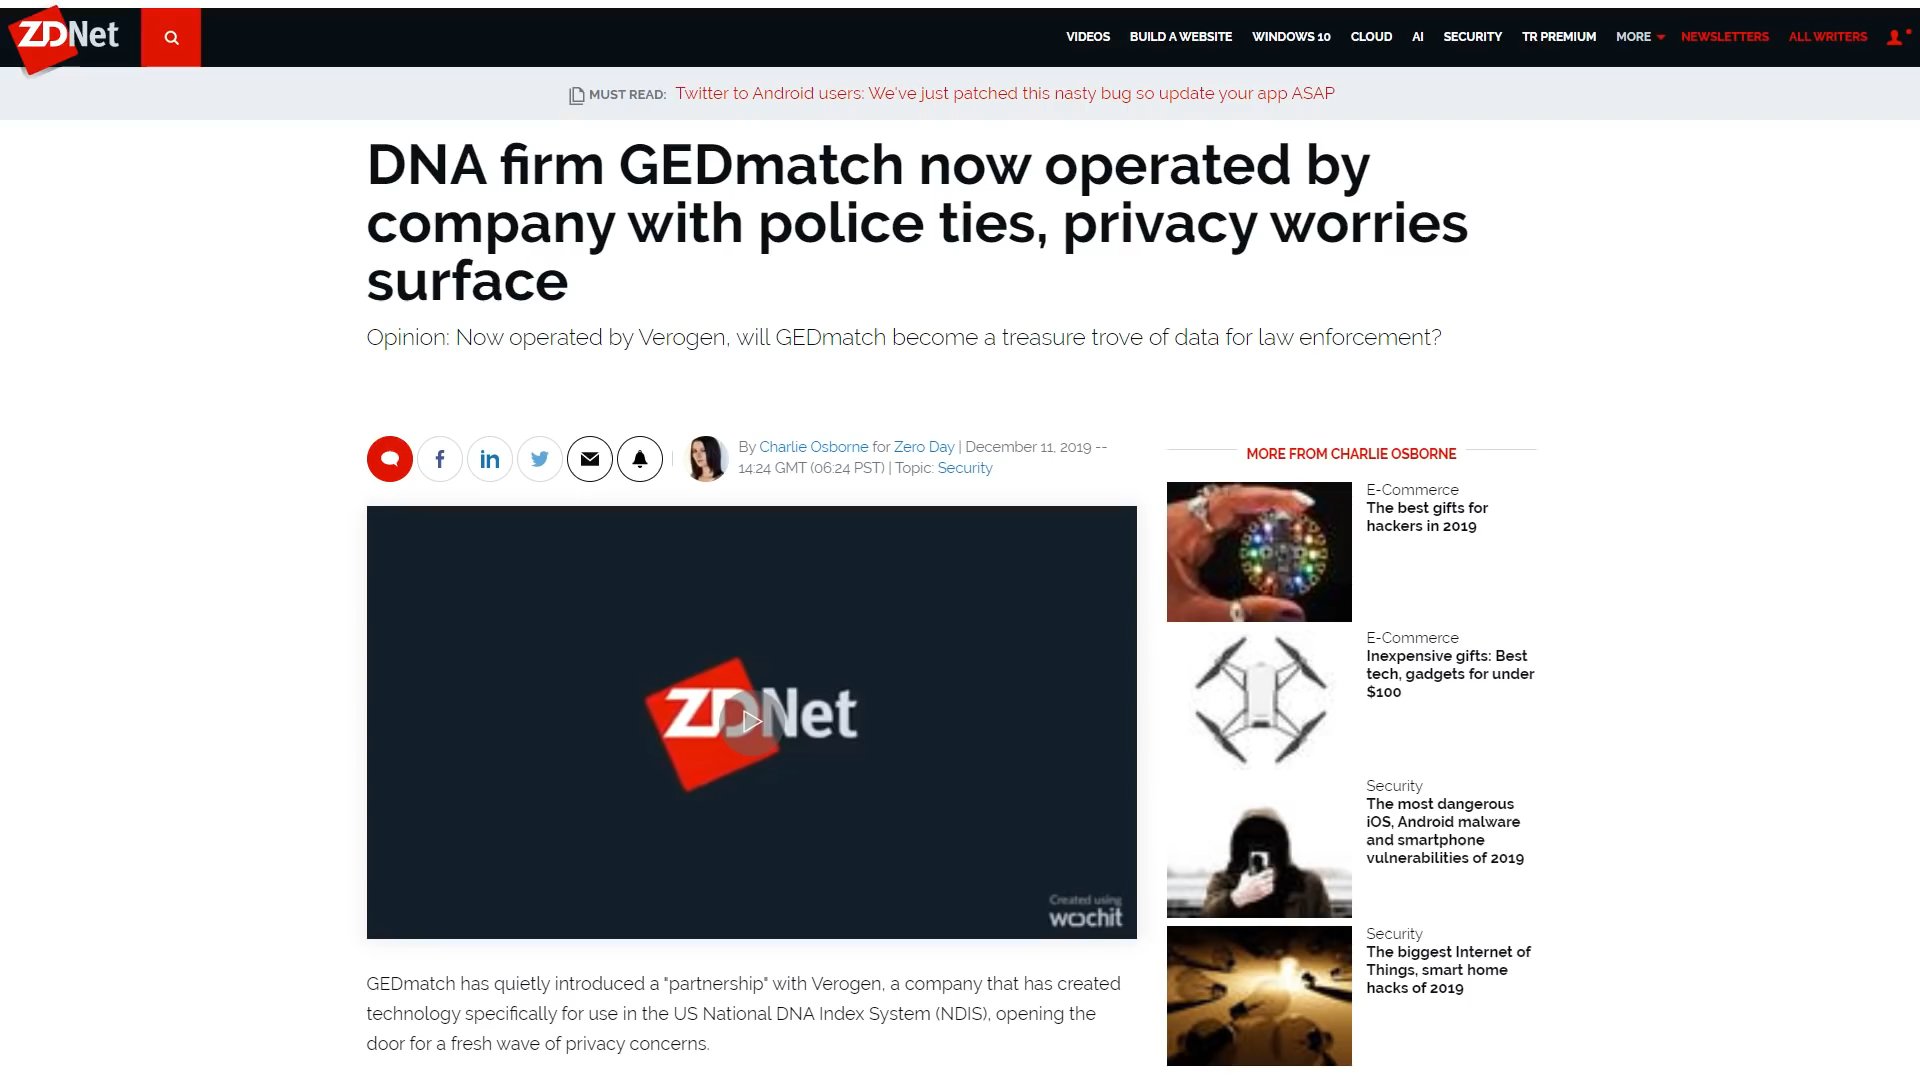 ZDNet
VIDEOS BUILD A WEBSITE WINDOWS 10 CLOUD AI SECURITY TR PREMIUM MORE NEWSLETTERS ALL WRITERS
MUST READ: Twitter to Android users: We've just patched this nasty bug so update your app ASAP
DNA firm GEDmatch now operated by
company with police ties, privacy worries
surface
Opinion: Now operated by Verogen, will GEDmatch become a treasure trove of data for law enforcement?
By Charlie Osborne for Zero Day | December 11, 2019 --
14:24 GMT (06:24 PST) | Topic: Security
ZDNet
Created using
wochit
GEDmatch has quietly introduced a "partnership" with Verogen, a company that has created
technology specifically for use in the US National DNA Index System (NDIS), opening the
door for a fresh wave of privacy concerns.
MORE FROM CHARLIE OSBORNE
E-Commerce
The best gifts for
hackers in 2019
E-Commerce
Inexpensive gifts: Best
tech, gadgets for under
$100
Security
The most dangerous
iOS, Android malware
and smartphone
vulnerabilities of 2019
Security
The biggest Internet of
Things, smart home
hacks of 2019